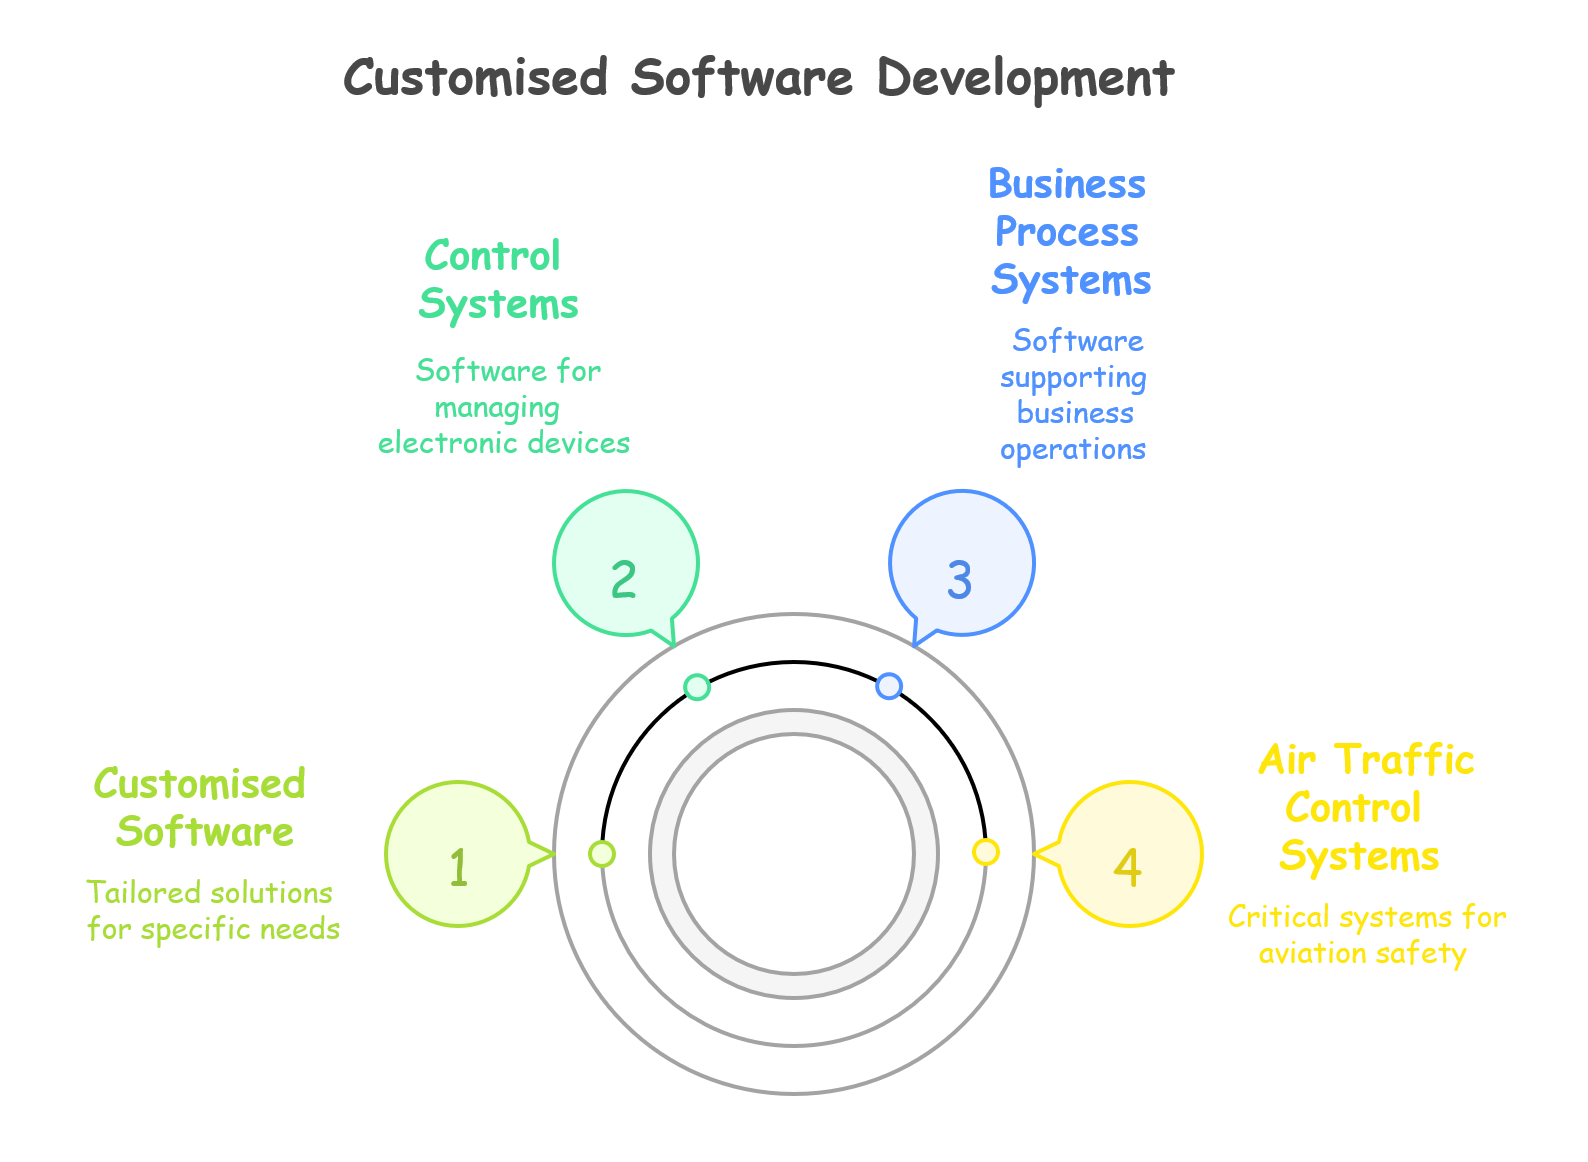 Customised Software Development
Business
Process
Systems
Software
supporting
business
operations
Control
Systems
Software for
managing
electronic devices
2
3
Customised
Software
Tailored solutions
for specific needs
1
4
Air Traffic
Control
Systems
Critical systems for
aviation safety